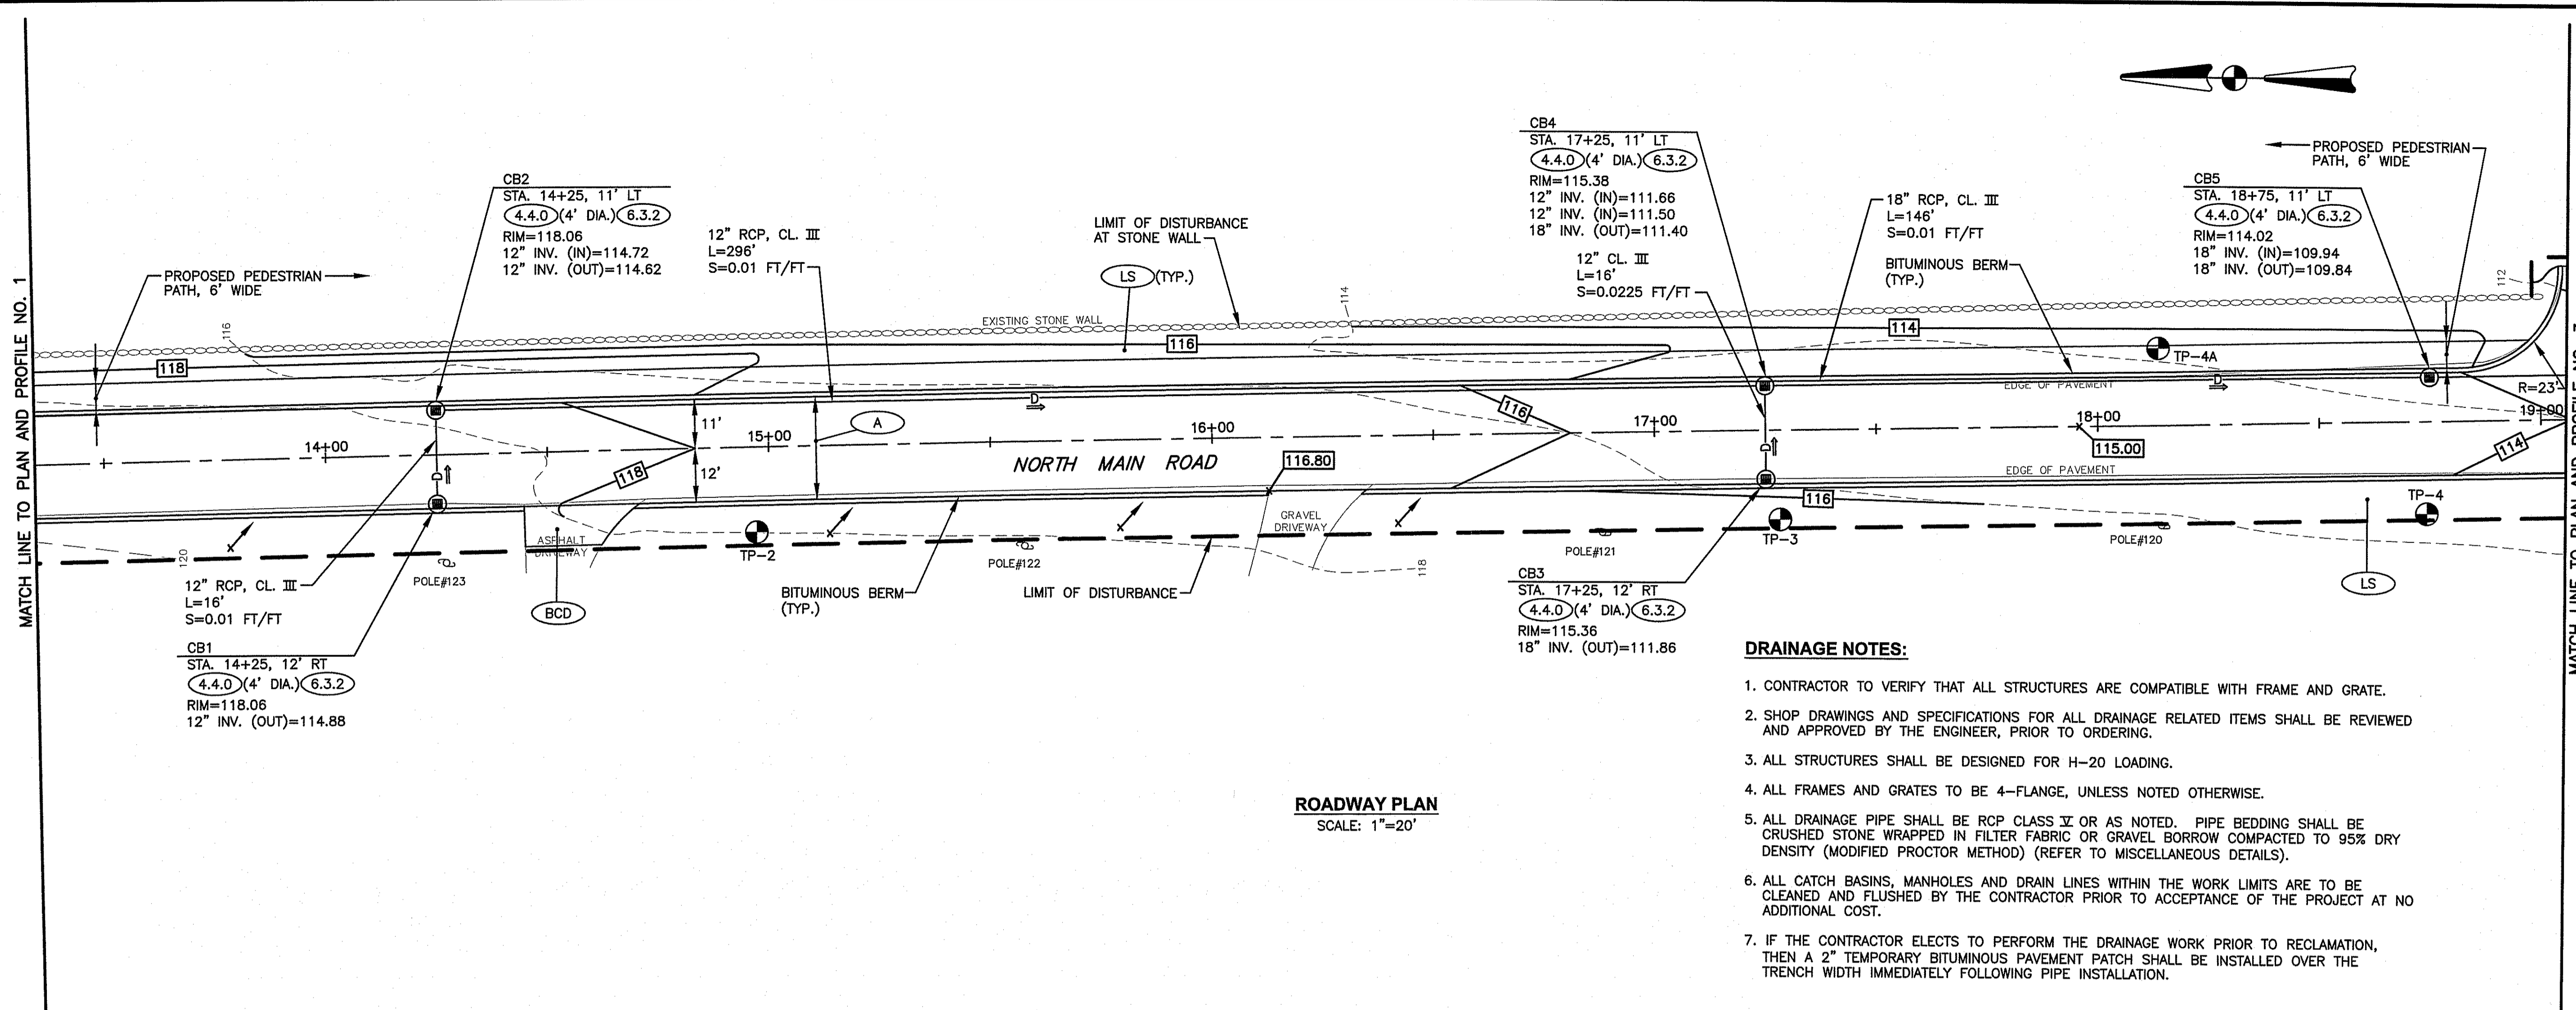 MATCH LINE TO PLAN AND PROFILE NO. 1
PROPOSED PEDESTRIAN
PATH, 6' WIDE
118
116
CB2
STA. 14+25, 11' LT
4.4.0 (4' DIA.) 6.3.2
RIM=118.06
12" INV. (IN)=114.72
12" INV. (OUT)=114.62
12" RCP, CL. III
L=296'
S=0.01 FT/FT
LIMIT OF DISTURBANCE
AT STONE WALL
LS (TYP.)
EXISTING STONE WALL
116
114
CB4
STA. 17+25, 11' LT
4.4.0 (4' DIA.) 6.3.2
RIM=115.38
12" INV. (IN)=111.66
12" INV. (IN)=111.50
18" INV. (OUT)=111.40
12" CL. III
L=16'
S=0.0225 FT/FT
18" RCP, CL. III
L=146'
S=0.01 FT/FT
BITUMINOUS BERM
(TYP.)
114
TP-4A
PROPOSED PEDESTRIAN
PATH, 6' WIDE
CB5
STA. 18+75, 11' LT
4.4.0 (4' DIA.) 6.3.2
RIM=114.02
18" INV. (IN)=109.94
18" INV. (OUT)=109.84
112
R=23'
EDGE OF PAVEMENT
D
D
14+00
15+00
16+00
17+00
18+00
19+00
11'
12'
A
118
116
114
NORTH MAIN ROAD
116.80
115.00
D
D
EDGE OF PAVEMENT
116
120
ASPHALT
DRIVEWAY
GRAVEL
DRIVEWAY
118
TP-2
TP-3
TP-4
POLE#123
POLE#122
POLE#121
POLE#120
12" RCP, CL. III
L=16'
S=0.01 FT/FT
BCD
BITUMINOUS BERM
(TYP.)
LIMIT OF DISTURBANCE
LS
CB1
STA. 14+25, 12' RT
4.4.0 (4' DIA.) 6.3.2
RIM=118.06
12" INV. (OUT)=114.88
CB3
STA. 17+25, 12' RT
4.4.0 (4' DIA.) 6.3.2
RIM=115.36
18" INV. (OUT)=111.86
ROADWAY PLAN
SCALE: 1"=20'
DRAINAGE NOTES:
1. CONTRACTOR TO VERIFY THAT ALL STRUCTURES ARE COMPATIBLE WITH FRAME AND GRATE.
2. SHOP DRAWINGS AND SPECIFICATIONS FOR ALL DRAINAGE RELATED ITEMS SHALL BE REVIEWED
AND APPROVED BY THE ENGINEER, PRIOR TO ORDERING.
3. ALL STRUCTURES SHALL BE DESIGNED FOR H-20 LOADING.
4. ALL FRAMES AND GRATES TO BE 4-FLANGE, UNLESS NOTED OTHERWISE.
5. ALL DRAINAGE PIPE SHALL BE RCP CLASS V OR AS NOTED. PIPE BEDDING SHALL BE
CRUSHED STONE WRAPPED IN FILTER FABRIC OR GRAVEL BORROW COMPACTED TO 95% DRY
DENSITY (MODIFIED PROCTOR METHOD) (REFER TO MISCELLANEOUS DETAILS).
6. ALL CATCH BASINS, MANHOLES AND DRAIN LINES WITHIN THE WORK LIMITS ARE TO BE
CLEANED AND FLUSHED BY THE CONTRACTOR PRIOR TO ACCEPTANCE OF THE PROJECT AT NO
ADDITIONAL COST.
7. IF THE CONTRACTOR ELECTS TO PERFORM THE DRAINAGE WORK PRIOR TO RECLAMATION,
THEN A 2" TEMPORARY BITUMINOUS PAVEMENT PATCH SHALL BE INSTALLED OVER THE
TRENCH WIDTH IMMEDIATELY FOLLOWING PIPE INSTALLATION.